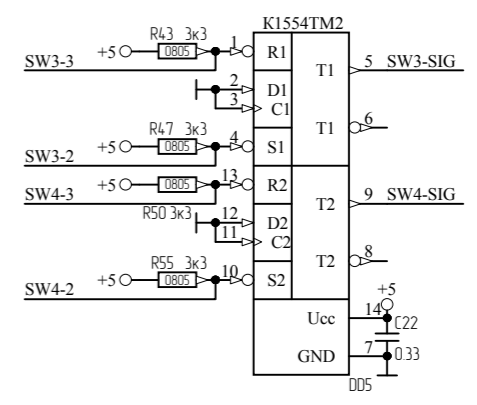 K1554TM2
R43 3к3
+5 0805 1 R1 T1 5 SW3-SIG
SW3-3
2 D1
3 C1 T1 6
R47 3к3
+5 0805 4 S1
SW3-2
+5 0805 13 R2 T2 9 SW4-SIG
SW4-3
R50 3к3 12 D2
11 C2 T2 8
R55 3к3
+5 0805 10 S2
SW4-2
+5
Ucc 14 C22
GND 7 0.33
DD5